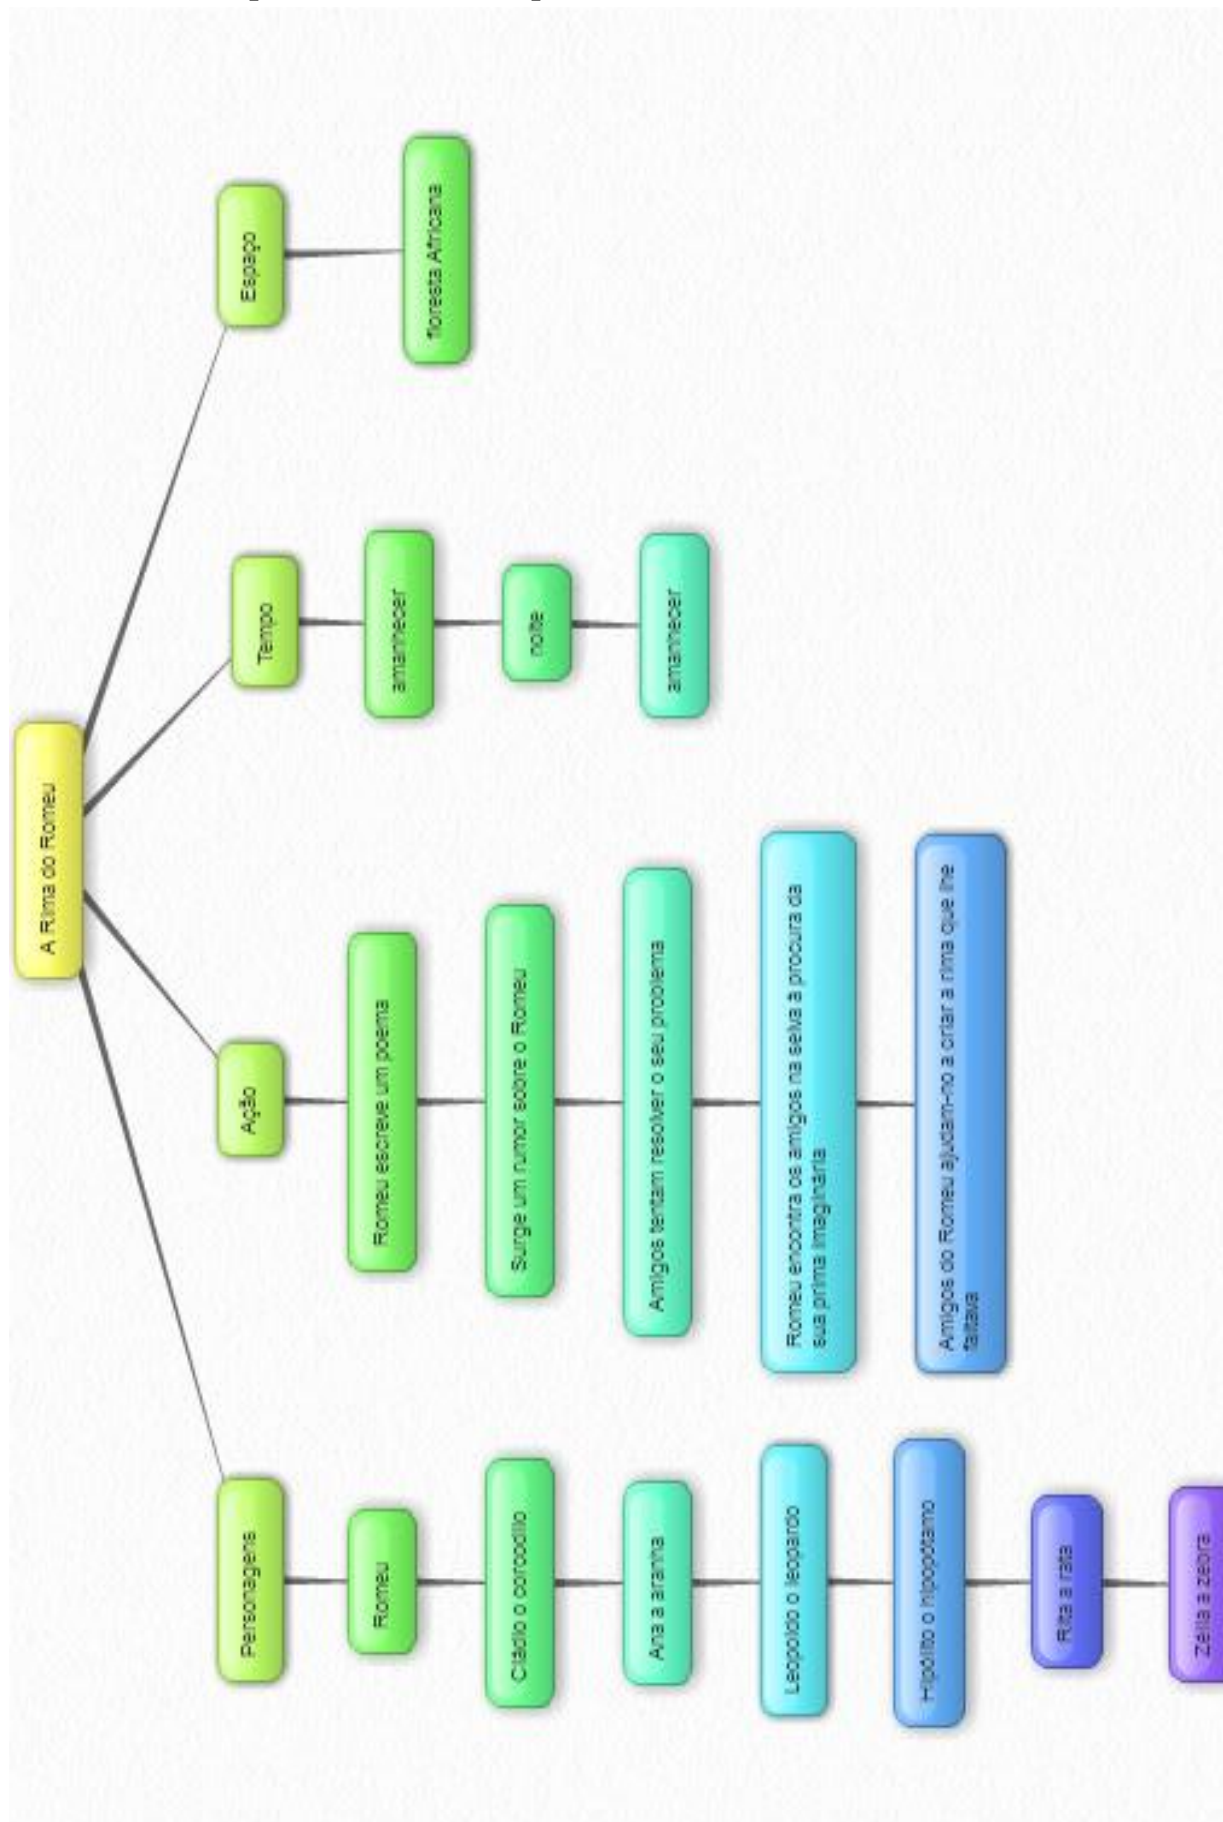 A Rima do Romeu
Personagens
Romeu
Cládio o corcodilo
Ana a aranha
Leopoldo o leopardo
Hipólito o hipopótamo
Rita a rata
Zelia a zebra
Ação
Romeu escreve um poema
Surge um rumor sobre o Romeu
Amigos tentam resolver o seu problema
Romeu encontra os amigos na selva à procura da
sua prima imaginária
Amigos do Romeu ajudam-no a criar a rima que lhe
faltava
Tempo
amanhecer
noite
amanhecer
Espaço
floresta Africana